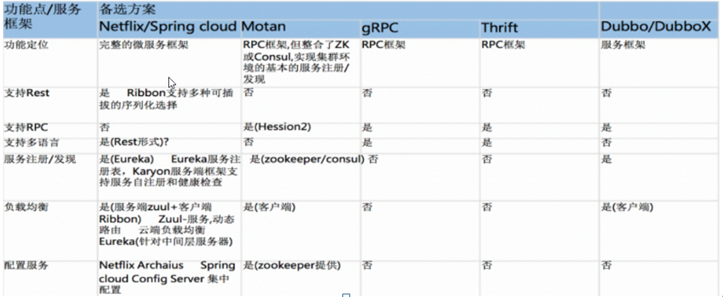 功能点/服务框架 备选方案
Netflix/Spring cloud Motan gRPC Thrift Dubbo/DubboX
功能定位 完整的微服务框架 RPC框架,但整合了ZK或Consul,实现集群环境的基本的服务注册/发现 RPC框架 RPC框架 服务框架
支持Rest 是 Ribbon支持多种可插拔的序列化选择 否 否 否 否
支持RPC 否 是(Hession2) 是 是 是
支持多语言 是(Rest形式)? 否 是 是 否
服务注册/发现 是(Eureka) Eureka服务注册表，Karyon服务端框架支持服务自注册和健康检查 是(zookeeper/consul) 否 否 是
负载均衡 是(服务端zuul+客户端Ribbon) Zuul-服务,动态路由 云端负载均衡 Eureka(针对中间层服务器) 是(客户端) 否 否 是(客户端)
配置服务 Netflix Archaius Spring cloud Config Server 集中配置 是(zookeeper提供) 否 否 否